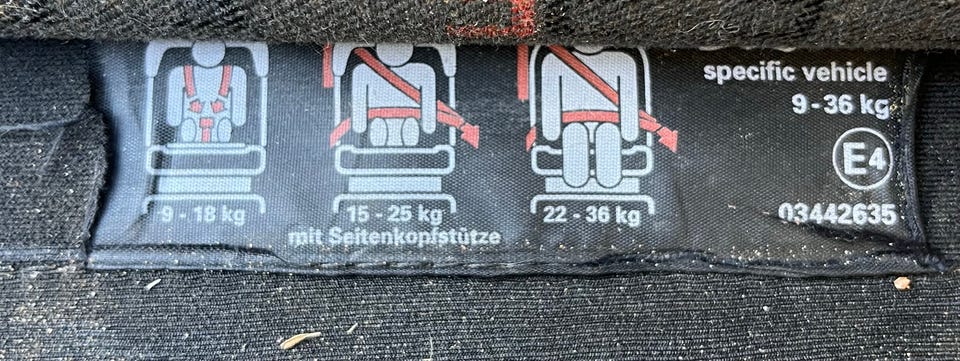 specific vehicle
9 - 36 kg
E4
03442635
9 - 18 kg
15 - 25 kg
mit Seitenkopfstütze
22 - 36 kg